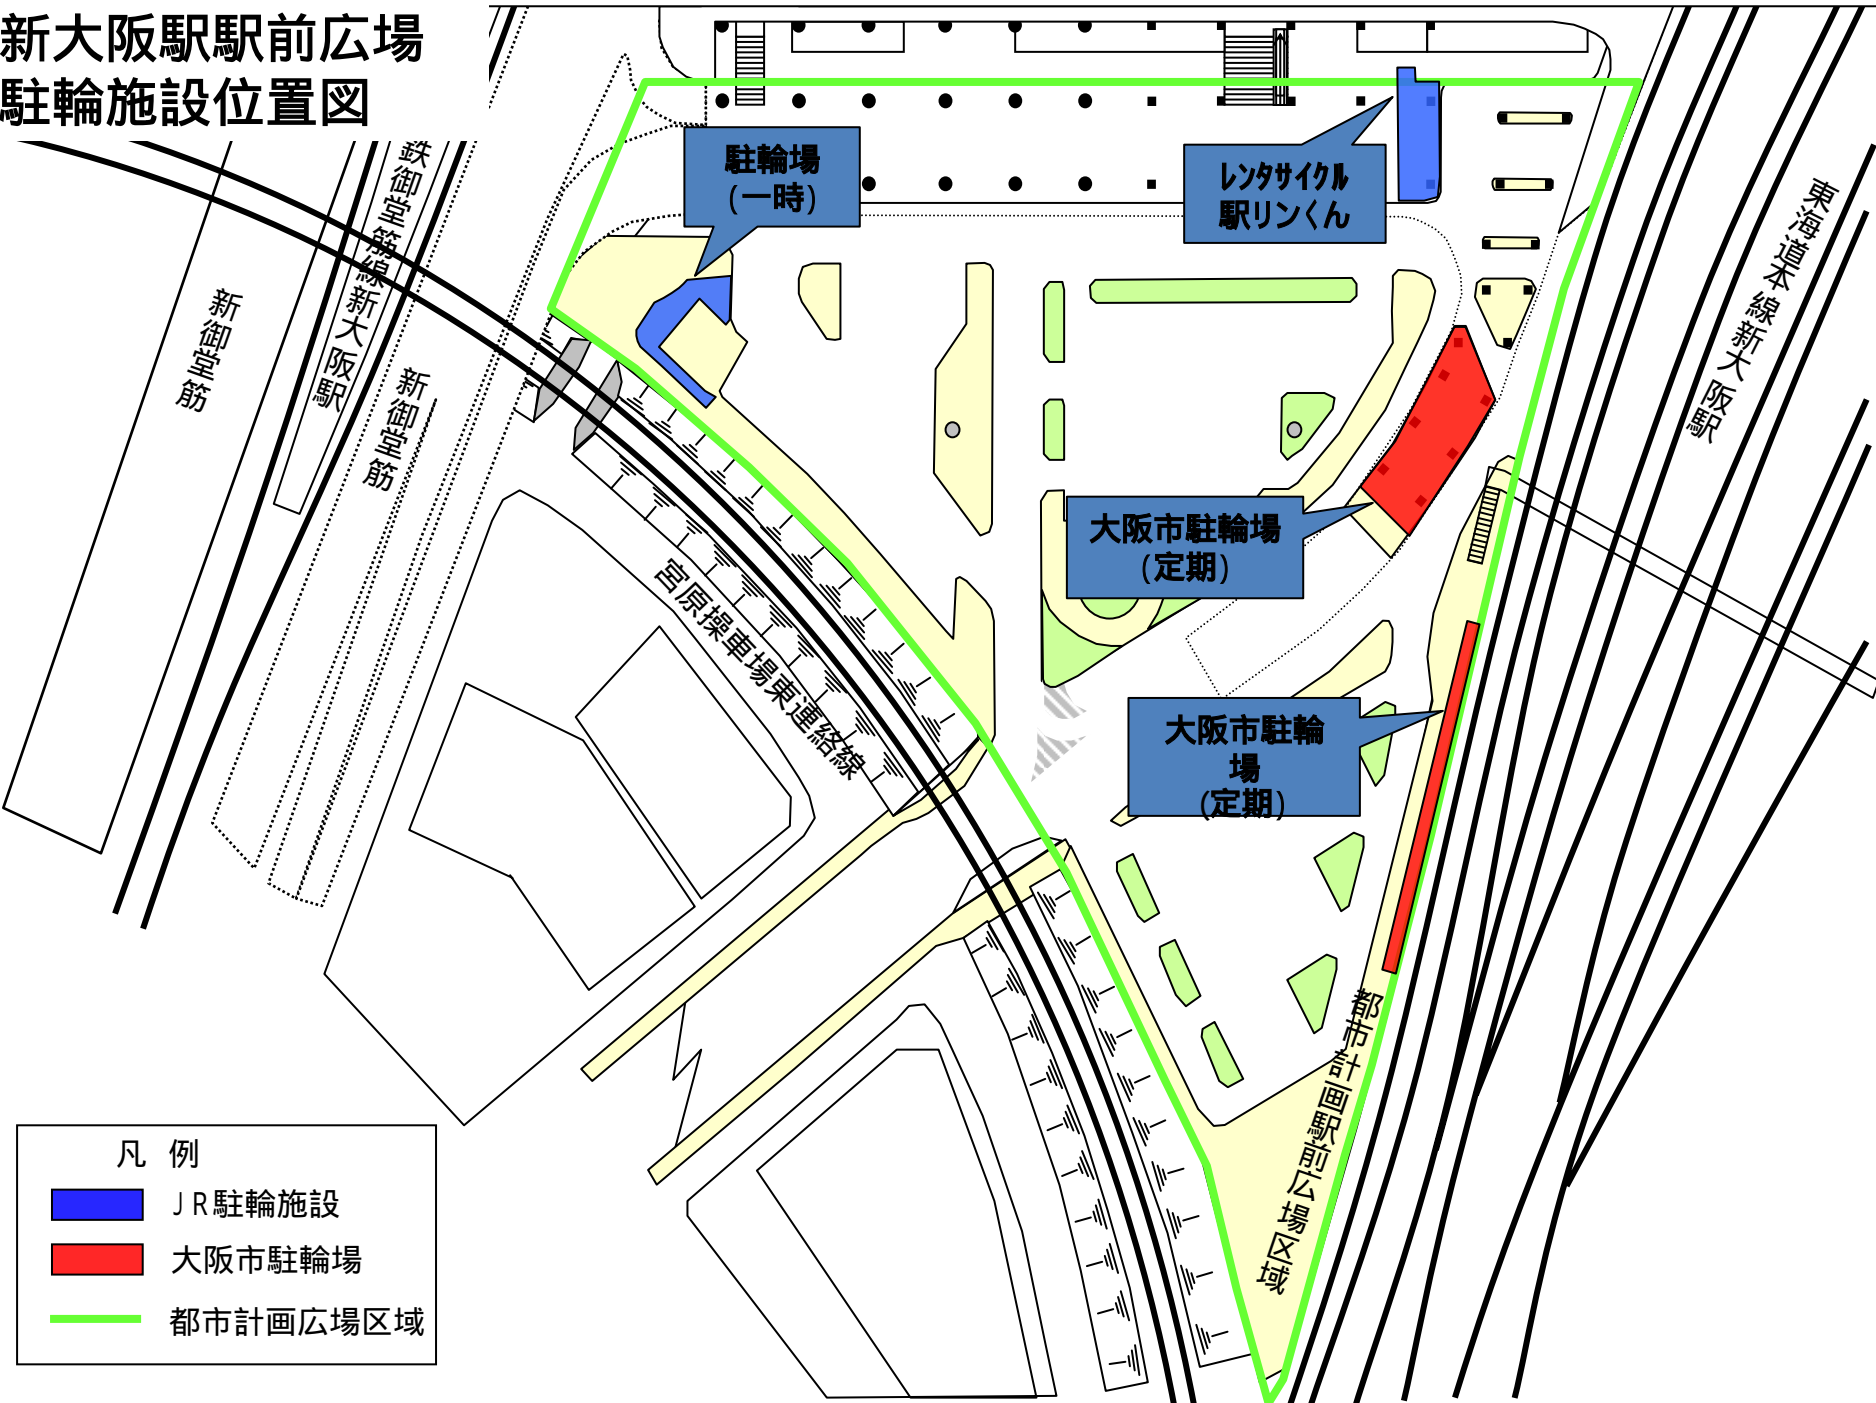 新大阪駅駅前広場
駐輪施設位置図
駐輪場
(一時)
レンタサイクル
駅リンくん
大阪市駐輪場
(定期)
大阪市駐輪
場
(定期)
新御堂筋
鉄御堂筋線新大阪駅
新御堂筋
宮原操車場東連絡線
東海道本線新大阪駅
都市計画駅前広場区域
凡 例
JR駐輪施設
大阪市駐輪場
都市計画広場区域